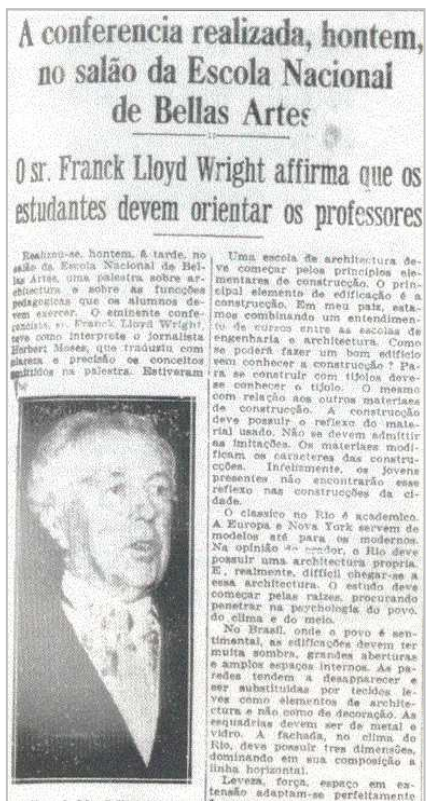 A conferencia realizada, hontem,
no salão da Escola Nacional
de Bellas Artes
O sr. Franck Lloyd Wright affirma que os
estudantes devem orientar os professores
Realizou-se, hontem, á tarde, no
salão da Escola Nacional de Bel-
las Artes, uma palestra sobre ar-
chitectura e sobre as funcções
pedagogicas que os alumnos de-
vem exercer. O eminente confe-
rencista, sr. Franck Lloyd Wright,
teve como interprete o jornalista
Herbert Moses, que traduziu com
clareza e precisão os conceitos
emittidos na palestra. Estiveram
Uma escola de architectura de-
ve começar pelos principios ele-
mentares de construcção. O prin-
cipal elemento de edificação é a
construcção. Em meu paiz, esta-
mos combinando um entendimen-
to de cursos entre as escolas de
engenharia e architectura. Como
se poderá fazer um bom edificio
sem conhecer a construcção? Pa-
ra se construir com tijolos deve-
se conhecer o tijolo. O mesmo
com relação aos outros materiaes
de construcção. A construcção
deve possuir o reflexo do mate-
rial usado. Não se devem admittir
as imitações. Os materiaes modi-
ficam os caracteres das constru-
cções. Infelizmente, os jovens
presentes não encontrarão esse
reflexo nas construcções da ci-
dade.
O classico no Rio é academico.
A Europa e Nova York servem de
modelos até para os modernos.
Na opinião do orador, o Rio deve
possuir uma architectura propria.
E, realmente, difficil chegar-se a
essa architectura. O estudo deve
começar pelas raizes, procurando
penetrar na psychologia do povo,
do clima e do meio.
No Brasil, onde o povo é sen-
timental, as edificações devem ter
muita sombra, grandes aberturas
e amplos espaços internos. As pa-
redes tendem a desapparecer e
ser substituidas por tecidos le-
ves como elementos de archite-
ctura e não como de decoração. As
esquadrias devem ser de metal e
vidro. A fachada, no clima do
Rio, deve possuir tres dimensões,
dominando em sua composição a
linha horizontal.
Leveza, força, espaço em ex-
tensão adaptam-se perfeitamente